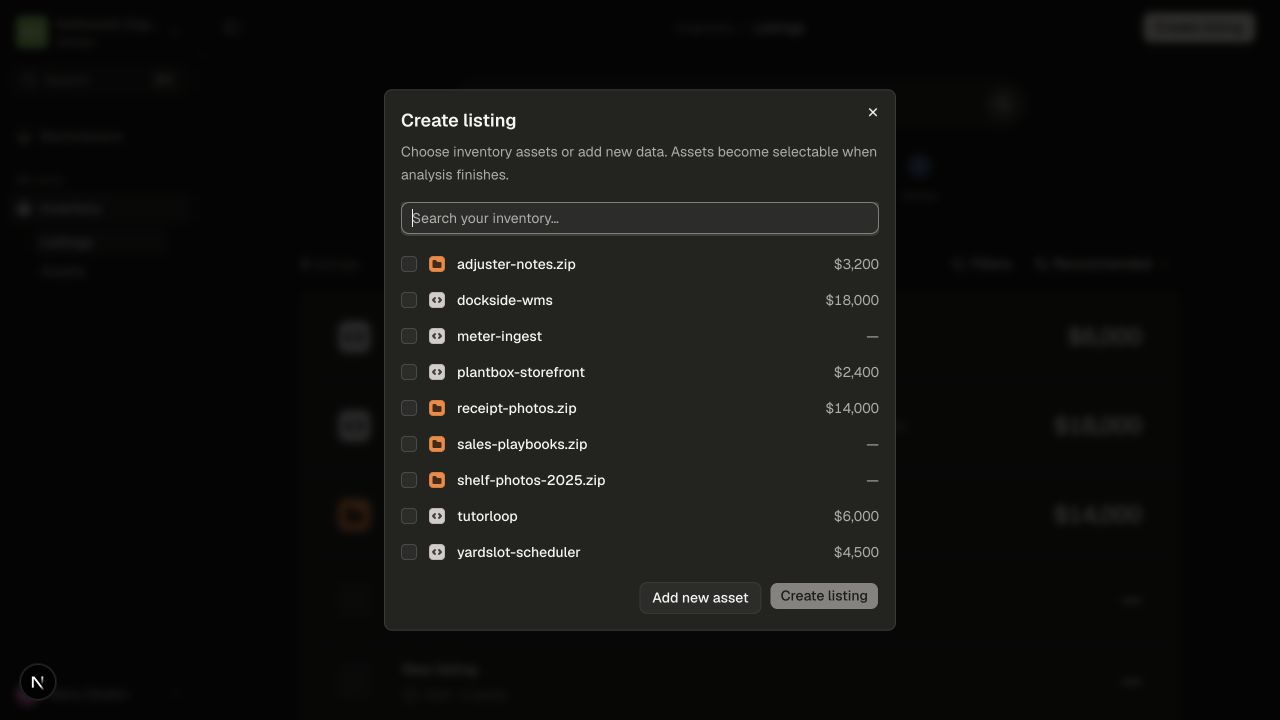 Create listing
Choose inventory assets or add new data. Assets become selectable when
analysis finishes.
Search your inventory...
adjuster-notes.zip $3,200
dockside-wms $18,000
meter-ingest —
plantbox-storefront $2,400
receipt-photos.zip $14,000
sales-playbooks.zip —
shelf-photos-2025.zip —
tutorloop $6,000
yardslot-scheduler $4,500
Add new asset Create listing
N